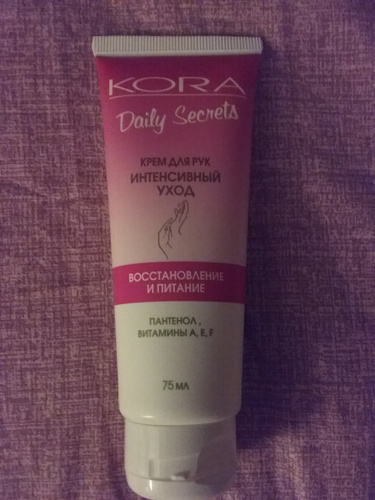 KORA
Daily Secrets
КРЕМ ДЛЯ РУК
ИНТЕНСИВНЫЙ
УХОД
ВОССТАНОВЛЕНИЕ
И ПИТАНИЕ
ПАНТЕНОЛ,
ВИТАМИНЫ А, Е, F
75 МЛ